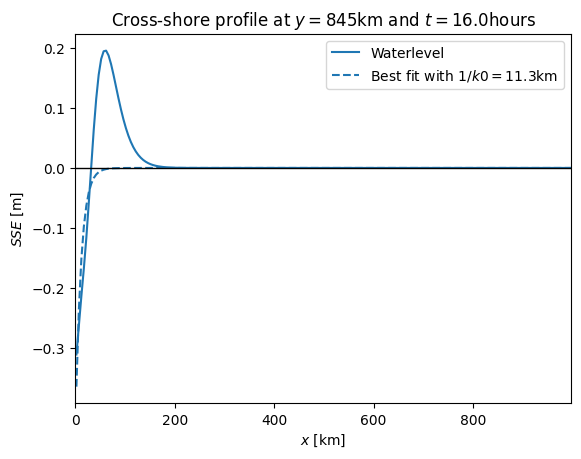 Cross-shore profile at y = 845km and t = 16.0hours
Waterlevel
Best fit with 1/k0 = 11.3km
0.2
0.1
0.0
−0.1
−0.2
−0.3
SSE [m]
0
200
400
600
800
x [km]